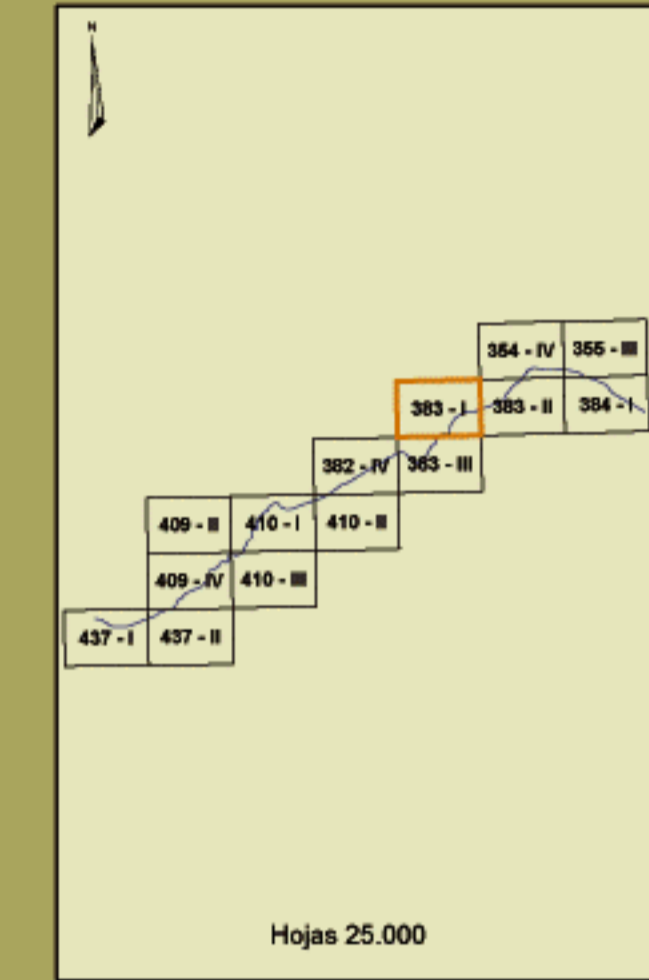 N
354 - IV 355 - III
383 - I 383 - II 384 - I
382 - IV 383 - III
409 - II 410 - I 410 - II
409 - IV 410 - III
437 - I 437 - II
Hojas 25.000